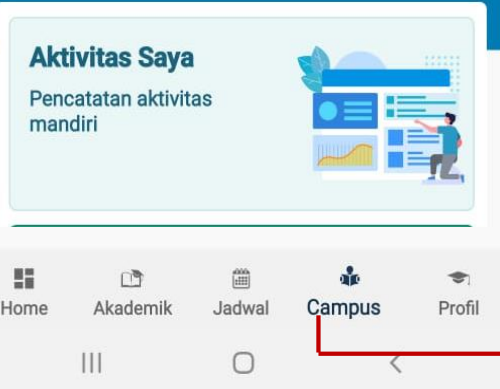 Aktivitas Saya
Pencatatan aktivitas
mandiri
Home Akademik Jadwal Campus Profil